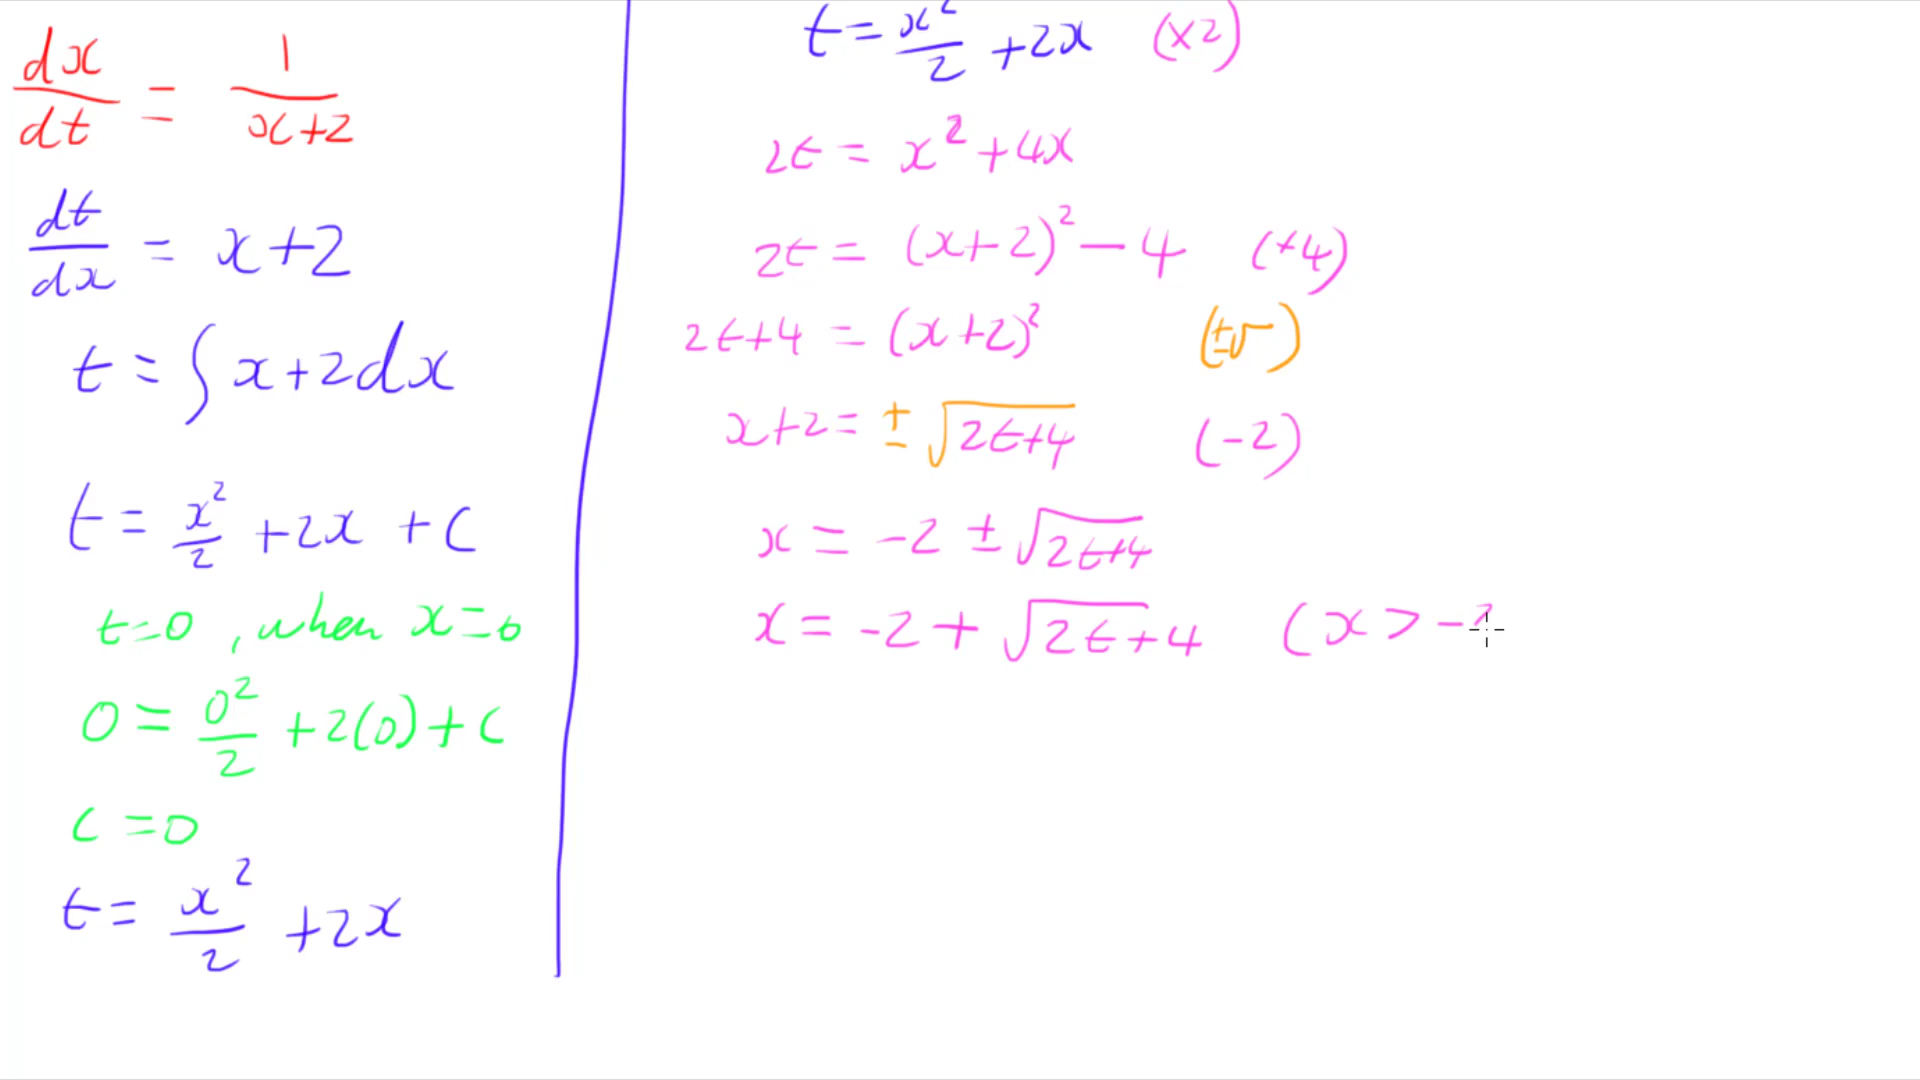 dx/dt = 1/(x+2)
dt/dx = x+2
t = ∫ x+2 dx
t = x²/2 + 2x + c
t=0, when x=0
0 = 0²/2 + 2(0) + c
c = 0
t = x²/2 + 2x
t = x²/2 + 2x (×2)
2t = x² + 4x
2t = (x+2)² − 4 (+4)
2t+4 = (x+2)² (±√)
x+2 = ±√(2t+4) (−2)
x = −2 ± √(2t+4)
x = −2 + √(2t+4) (x > −